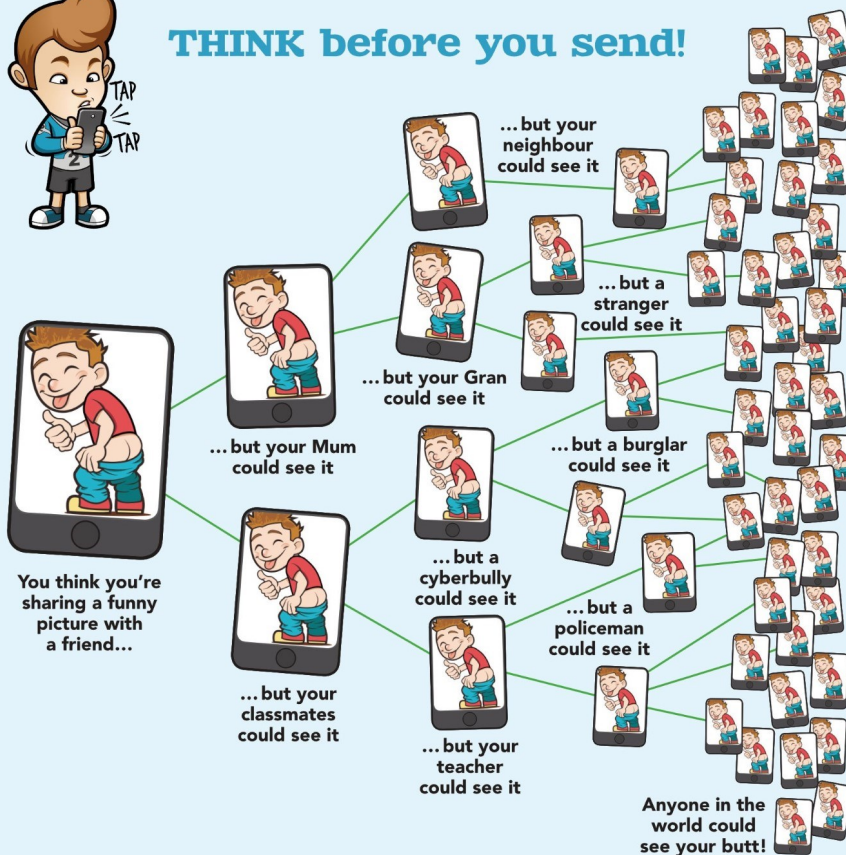 THINK before you send!
TAP
TAP
2
...but your
neighbour
could see it
...but a
stranger
could see it
...but your Gran
could see it
...but your Mum
could see it
...but a burglar
could see it
You think you're
sharing a funny
picture with
a friend...
...but a
cyberbully
could see it
...but a
policeman
could see it
...but your
classmates
could see it
...but your
teacher
could see it
Anyone in the
world could
see your butt!